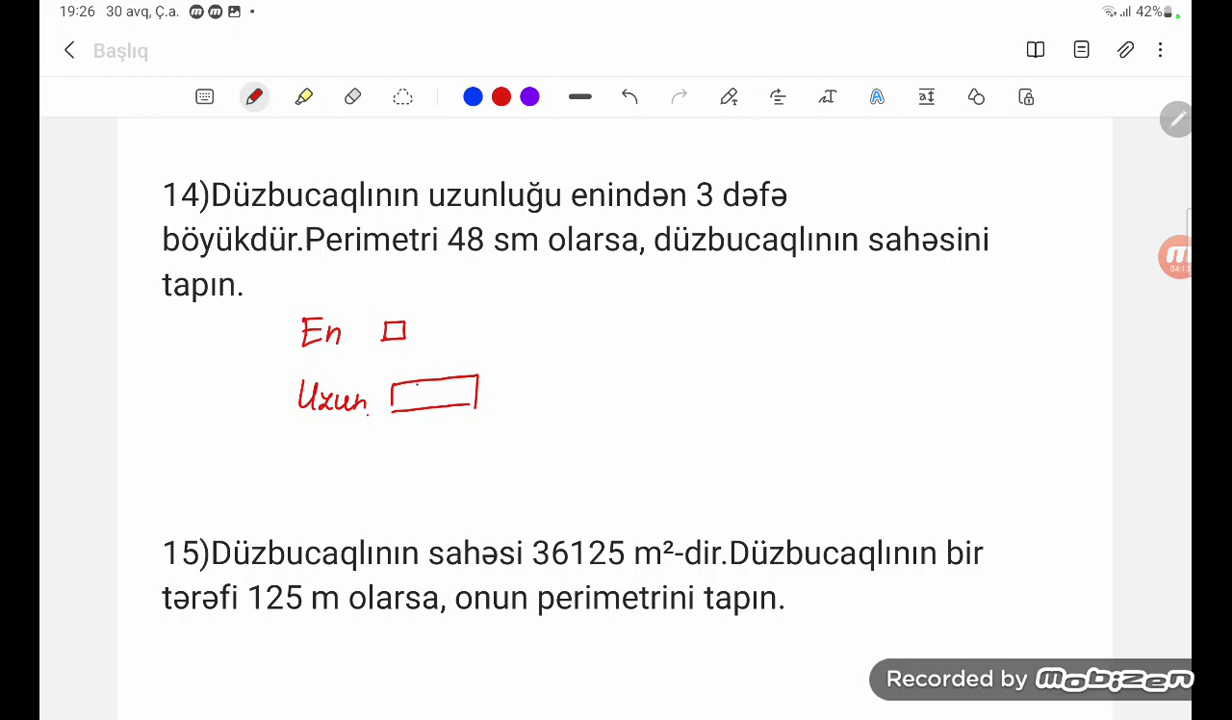 19:26 30 avq, Ç.a.
42%
Başlıq
14)Düzbucaqlının uzunluğu enindən 3 dəfə
böyükdür.Perimetri 48 sm olarsa, düzbucaqlının sahəsini
tapın.
En
Uzun.
15)Düzbucaqlının sahəsi 36125 m²-dir.Düzbucaqlının bir
tərəfi 125 m olarsa, onun perimetrini tapın.
Recorded by mobizen